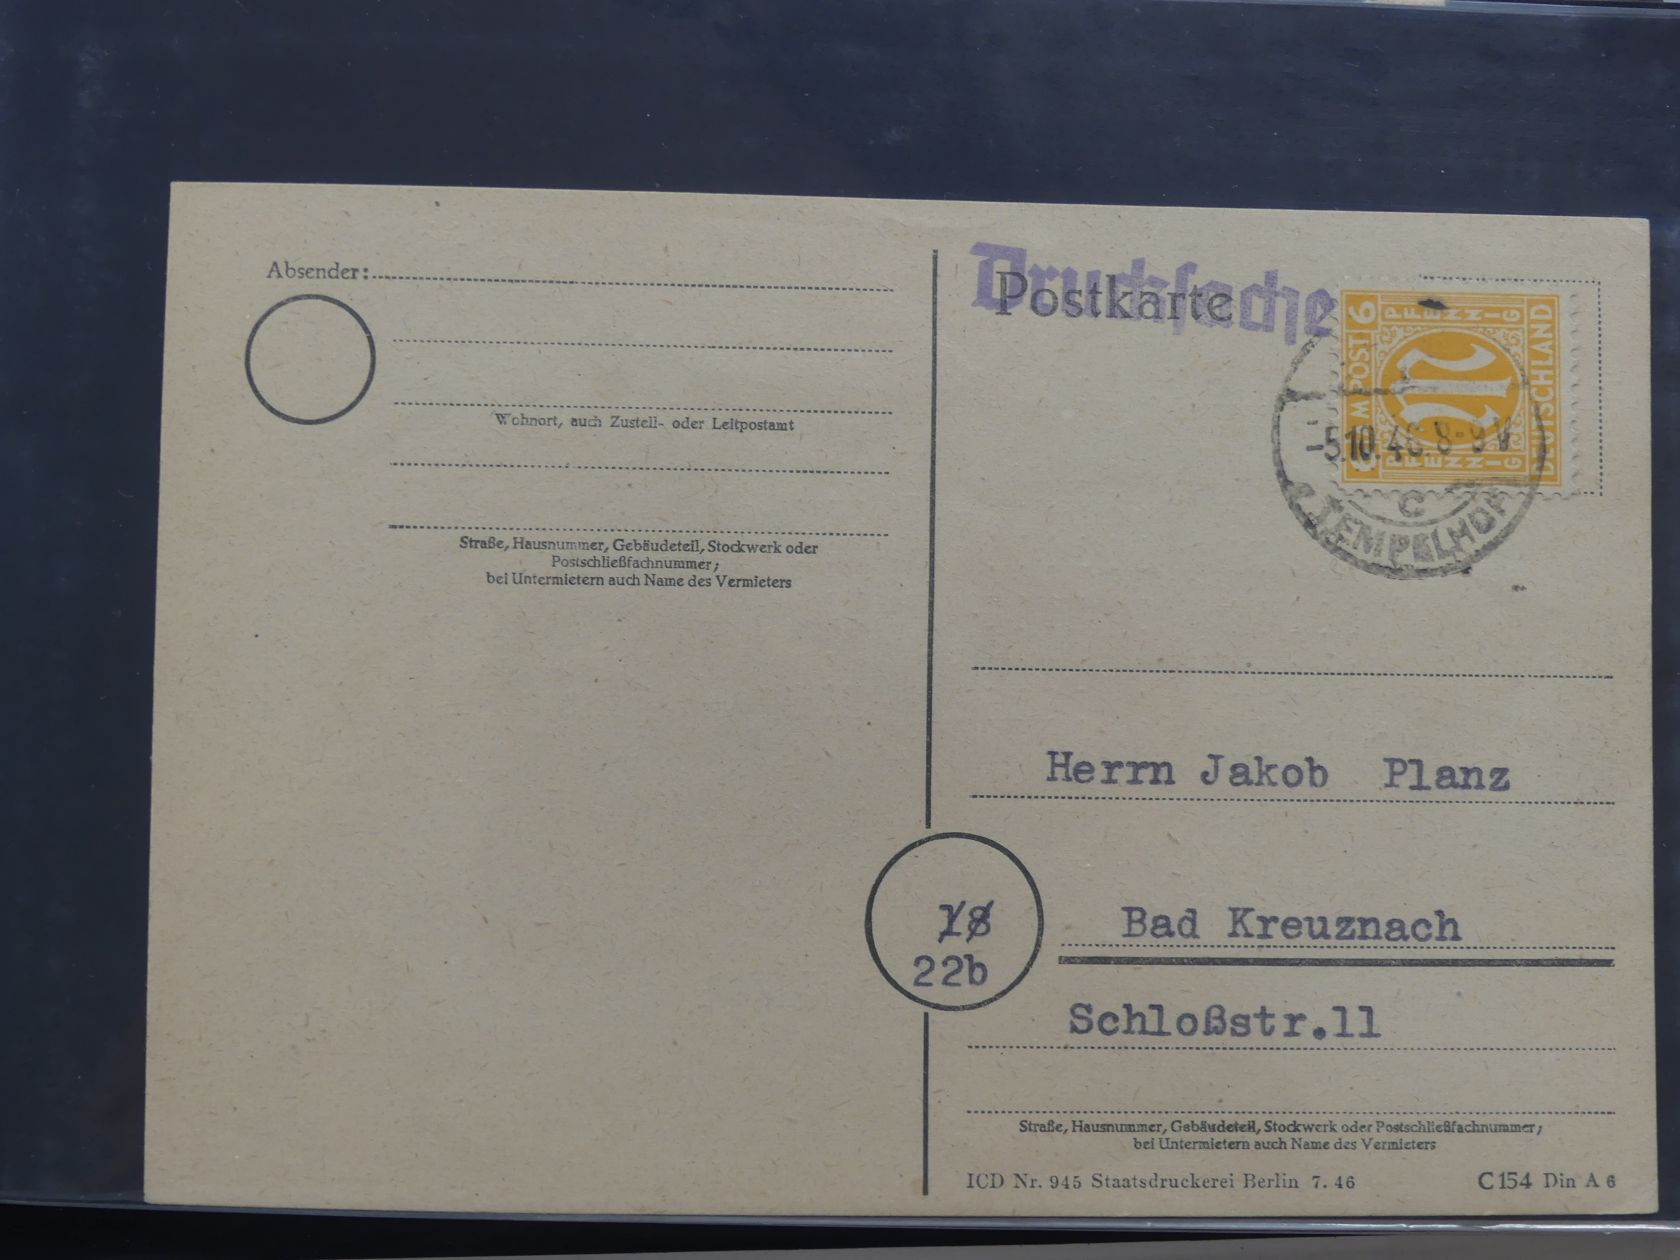 Absender:
Wohnort, auch Zustell- oder Leitpostamt
Straße, Hausnummer, Gebäudeteil, Stockwerk oder
Postschließfachnummer;
bei Untermietern auch Name des Vermieters
Drucksache
Postkarte
6 PFENNIG
AM POST
DEUTSCHLAND
6 PFENNIG
M
-5.10.46.8-9V
c
TEMPELHOF
Herrn Jakob Planz
18
22b
Bad Kreuznach
Schloßstr.11
Straße, Hausnummer, Gebäudeteil, Stockwerk oder Postschließfachnummer;
bei Untermietern auch Name des Vermieters
ICD Nr. 945 Staatsdruckerei Berlin 7. 46
C154 Din A 6